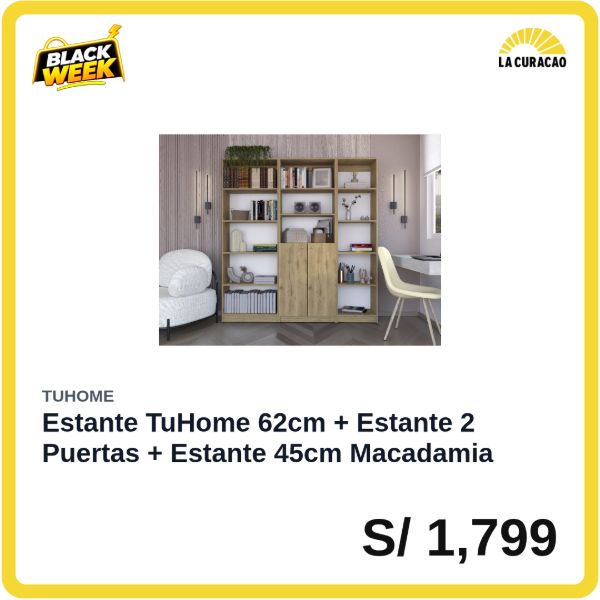 BLACK
WEEK
LA CURACAO
TUHOME
Estante TuHome 62cm + Estante 2
Puertas + Estante 45cm Macadamia
S/ 1,799